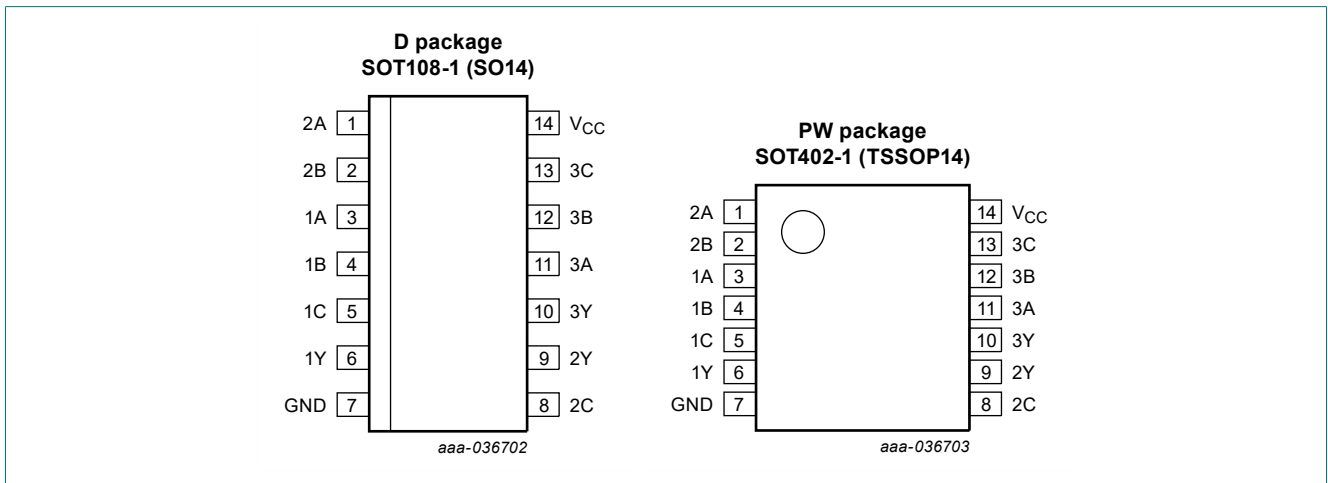 D package
SOT108-1 (SO14)
2A 1 14 VCC
2B 2 13 3C
1A 3 12 3B
1B 4 11 3A
1C 5 10 3Y
1Y 6 9 2Y
GND 7 8 2C
aaa-036702
PW package
SOT402-1 (TSSOP14)
2A 1 14 VCC
2B 2 13 3C
1A 3 12 3B
1B 4 11 3A
1C 5 10 3Y
1Y 6 9 2Y
GND 7 8 2C
aaa-036703